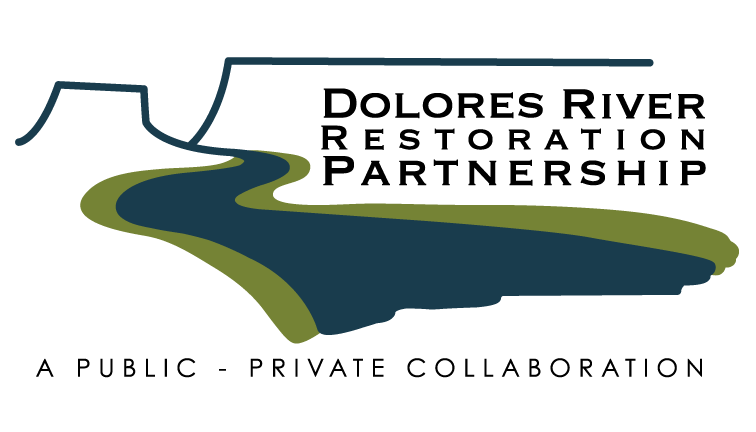 DOLORES RIVER
RESTORATION
PARTNERSHIP
A PUBLIC - PRIVATE COLLABORATION